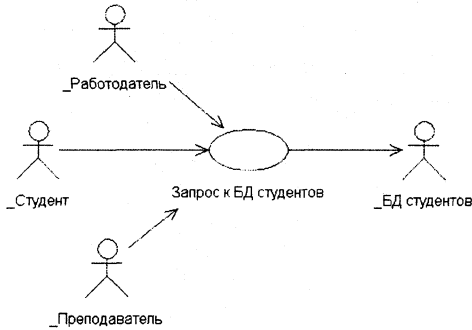 _Работодатель
_Студент
Запрос к БД студентов
_БД студентов
_Преподаватель